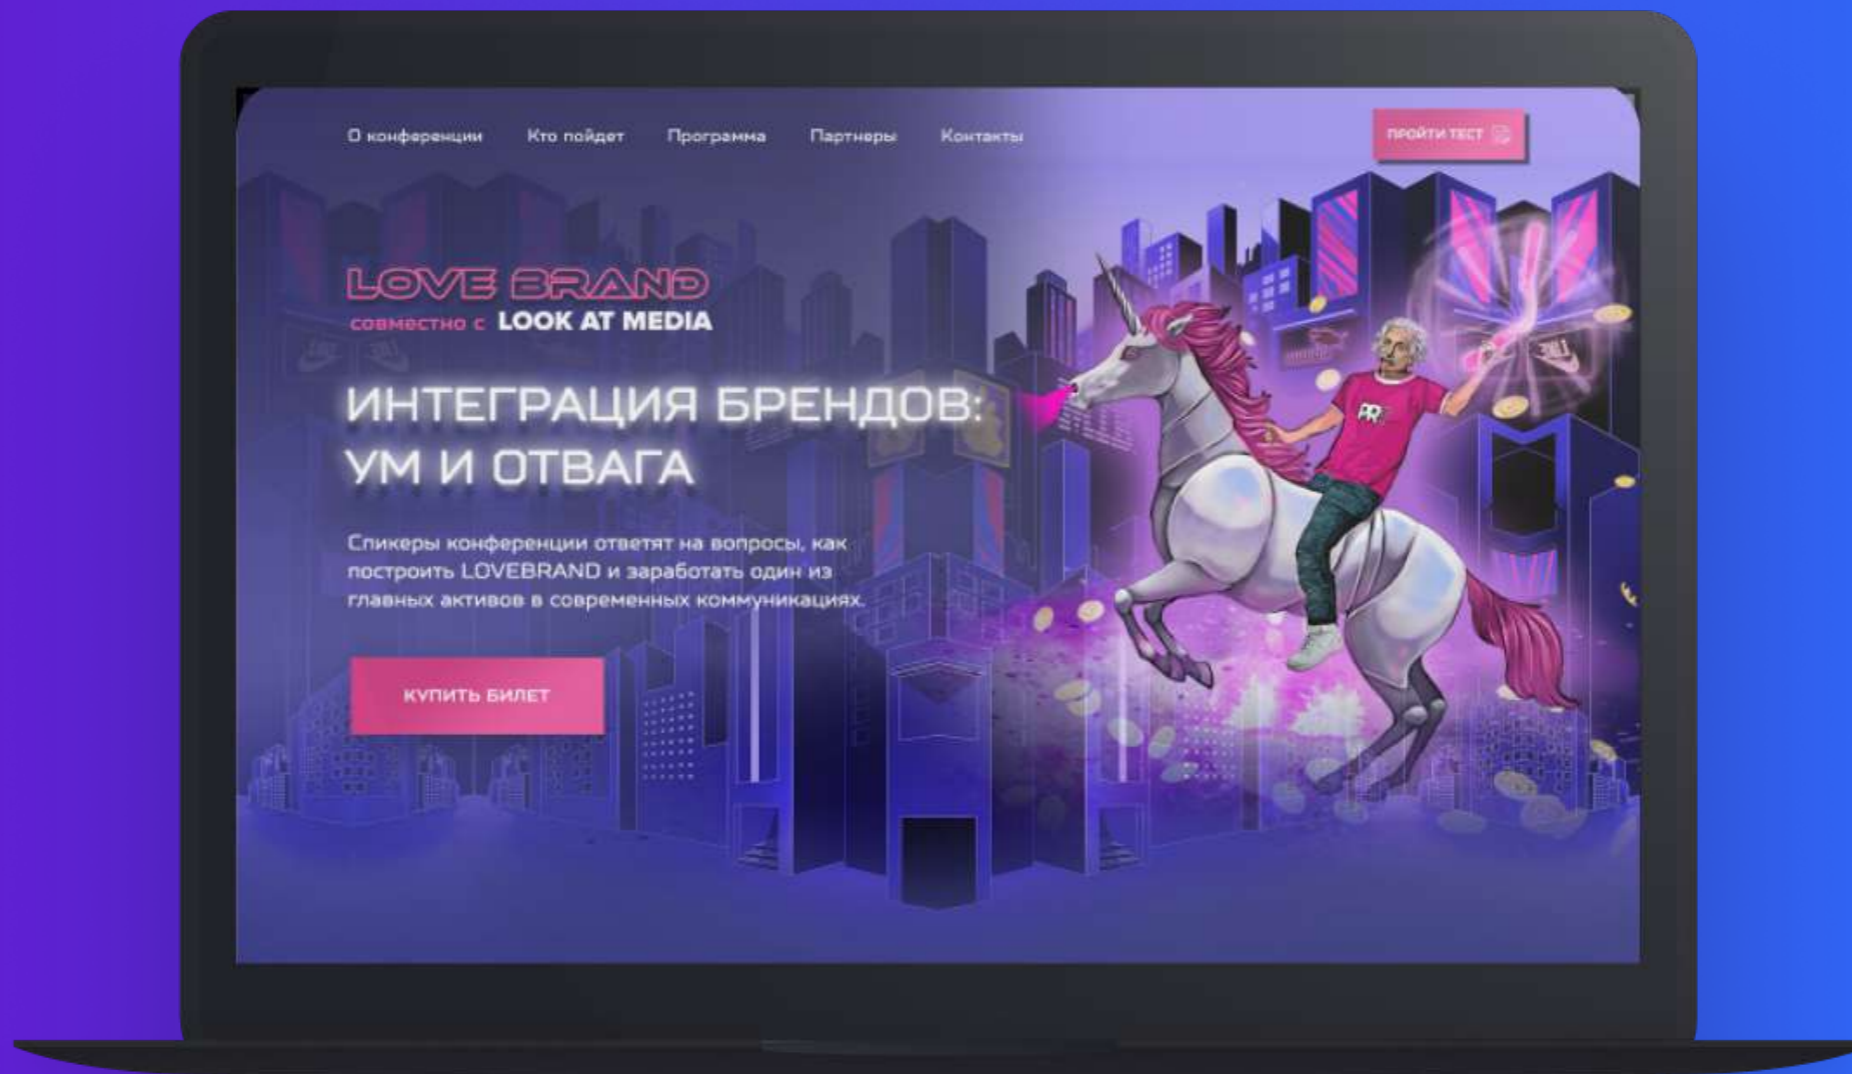 О конференции
Кто пойдет
Программа
Партнеры
Контакты
ПРОЙТИ ТЕСТ
LOVE BRAND
совместно с LOOK AT MEDIA
ИНТЕГРАЦИЯ БРЕНДОВ:
УМ И ОТВАГА
Спикеры конференции ответят на вопросы, как
построить LOVEBRAND и заработать один из
главных активов в современных коммуникациях.
КУПИТЬ БИЛЕТ